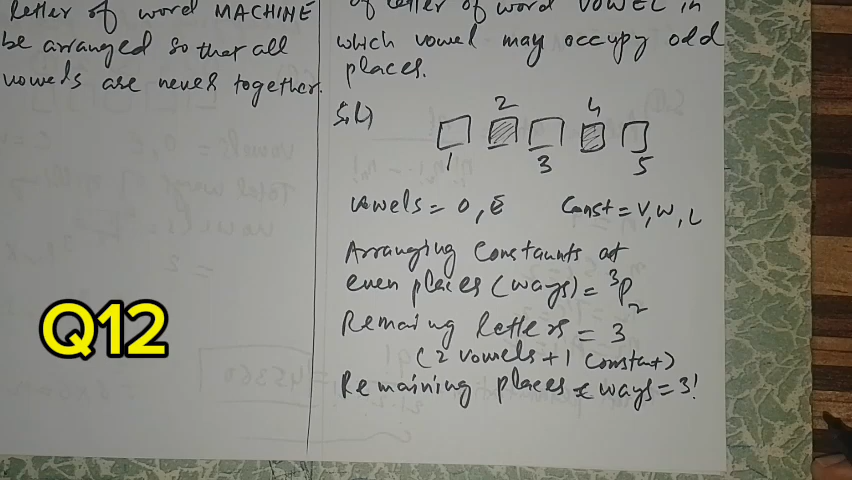 letter of word MACHINE
be arranged so that all
vowels are never together.
of letter of word VOWEL in
which vowel may occupy odd
places.
Sol)
2 4
1 3 5
vowels = O, E Const = V, W, L
Arranging Constaunts at
even places (ways) = ³P₂
Remaing letters = 3
(2 vowels + 1 constant)
Remaining places ways = 3!
Q12